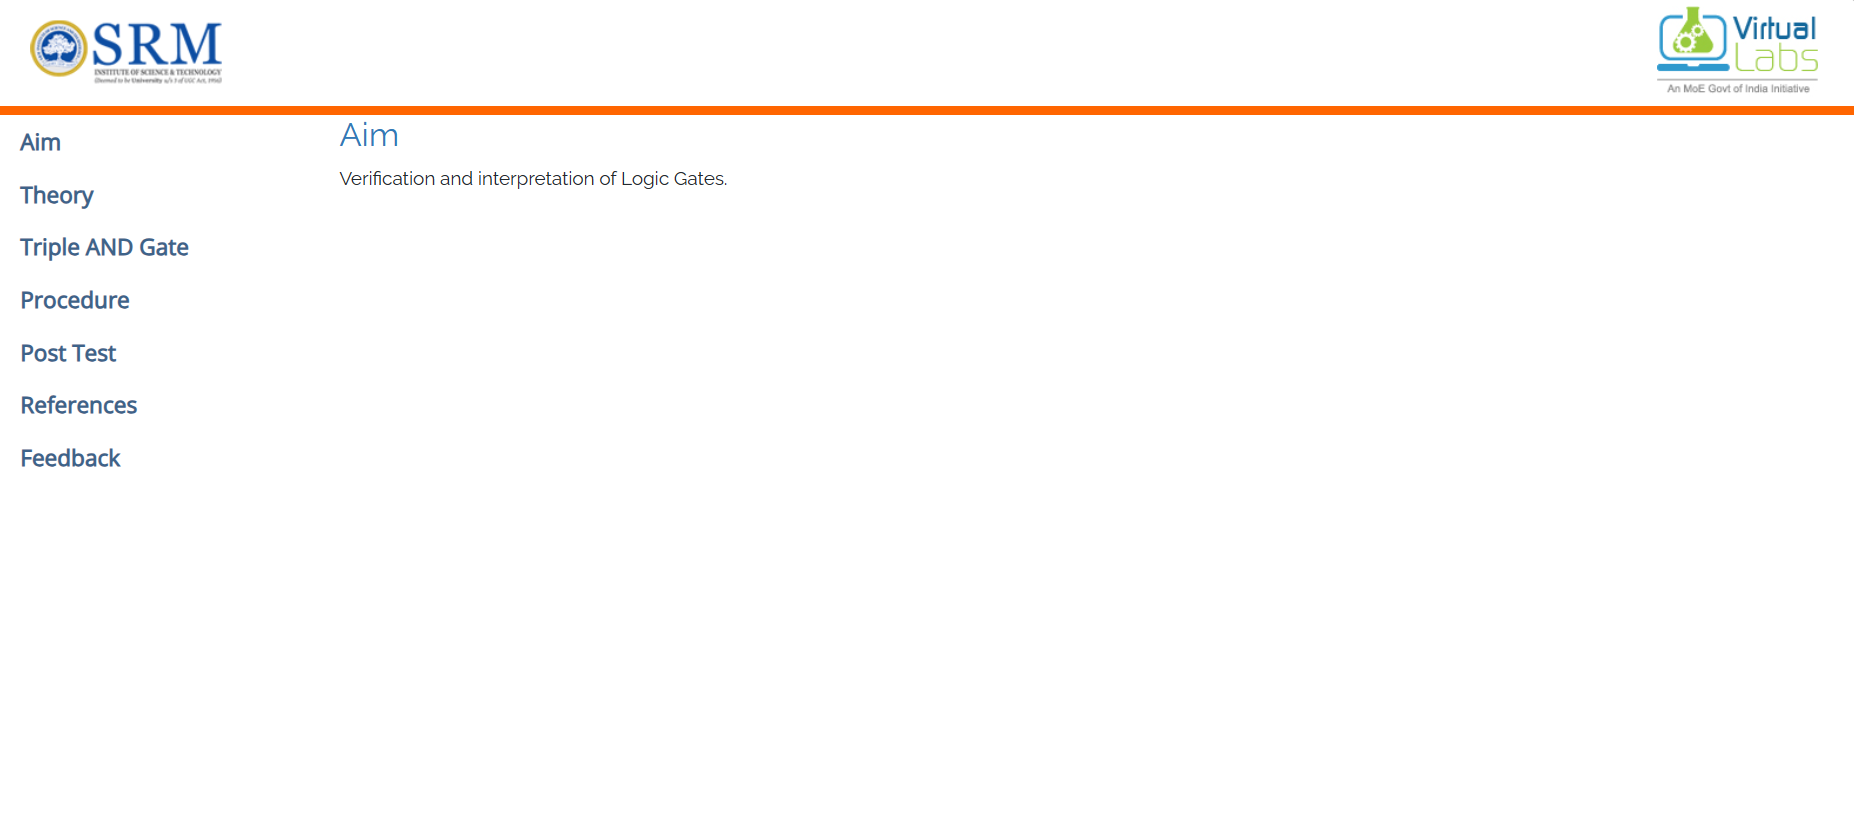 SRM
INSTITUTE OF SCIENCE & TECHNOLOGY
(Deemed to be University u/s 3 of UGC Act, 1956)
Virtual
Labs
An MoE Govt of India Initiative
Aim
Theory
Triple AND Gate
Procedure
Post Test
References
Feedback
Aim
Verification and interpretation of Logic Gates.